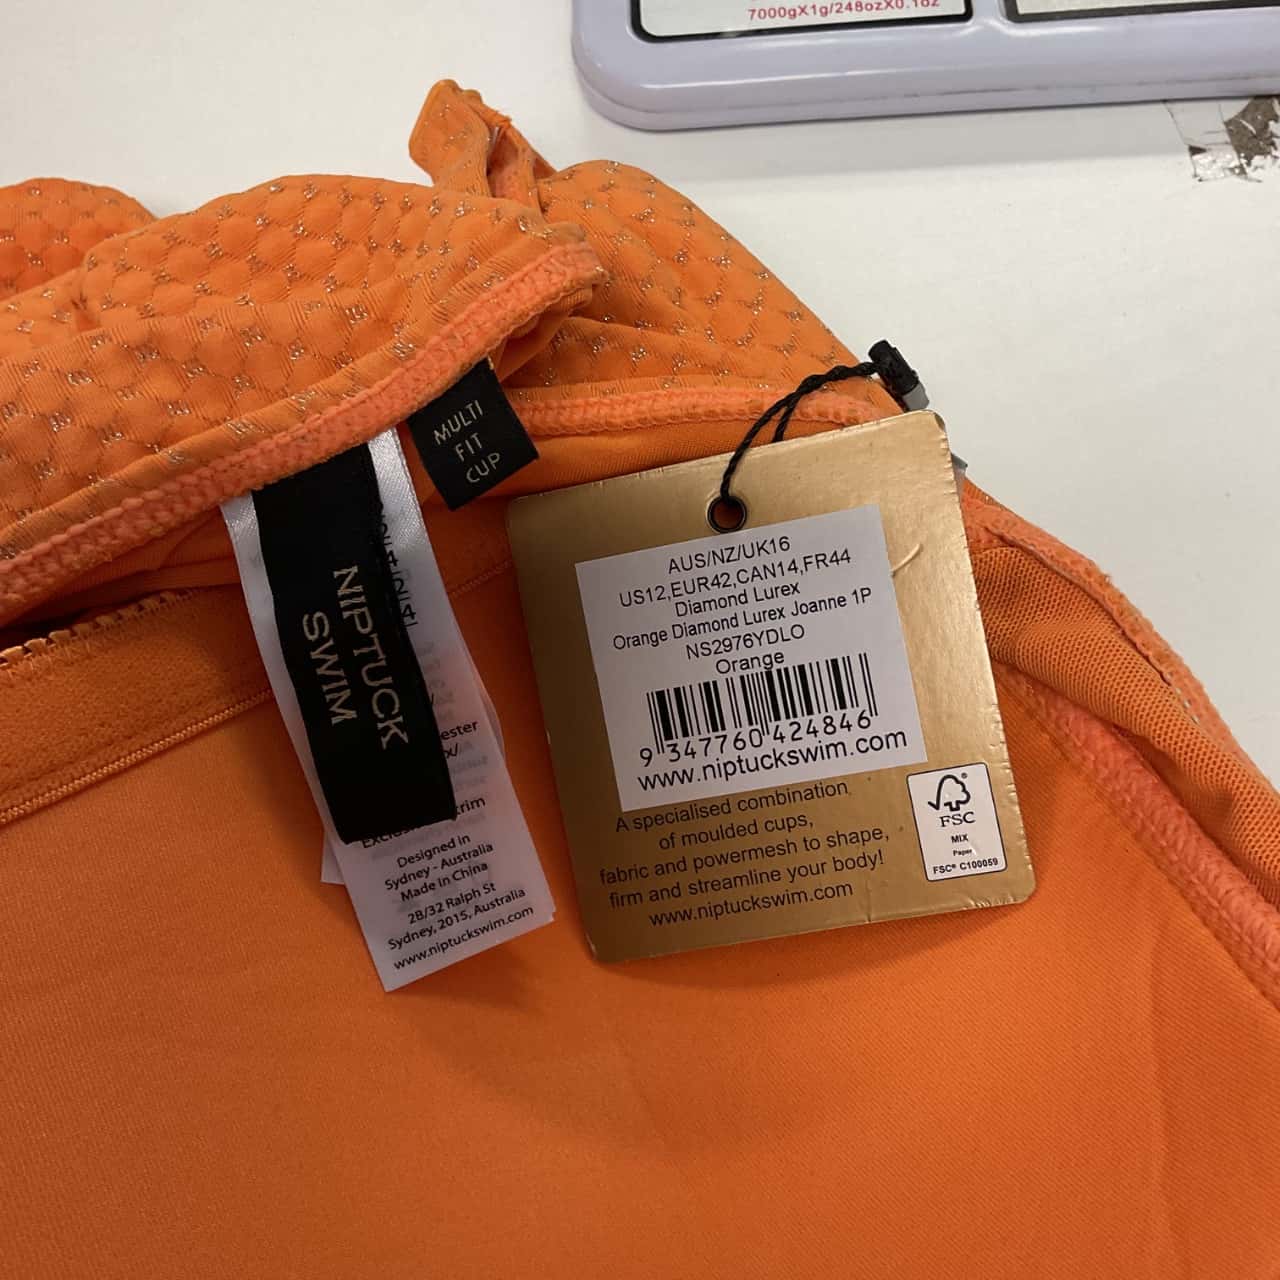 7000gX1g/248ozX0.1oz
MULTI
FIT
CUP
NIPTUCK
SWIM
Designed in
Sydney - Australia
Made In China
2B/32 Ralph St
Sydney, 2015, Australia
www.niptuckswim.com
AUS/NZ/UK16
US12,EUR42,CAN14,FR44
Diamond Lurex
Orange Diamond Lurex Joanne 1P
NS2976YDLO
Orange
9 347760 424846
www.niptuckswim.com
A specialised combination
of moulded cups,
fabric and powermesh to shape,
firm and streamline your body!
www.niptuckswim.com
FSC
MIX
Paper
FSC® C100059